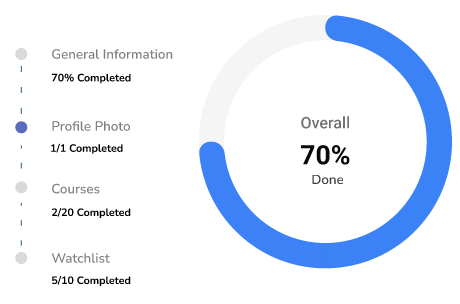 General Information
70% Completed
Profile Photo
1/1 Completed
Courses
2/20 Completed
Watchlist
5/10 Completed
Overall
70%
Done